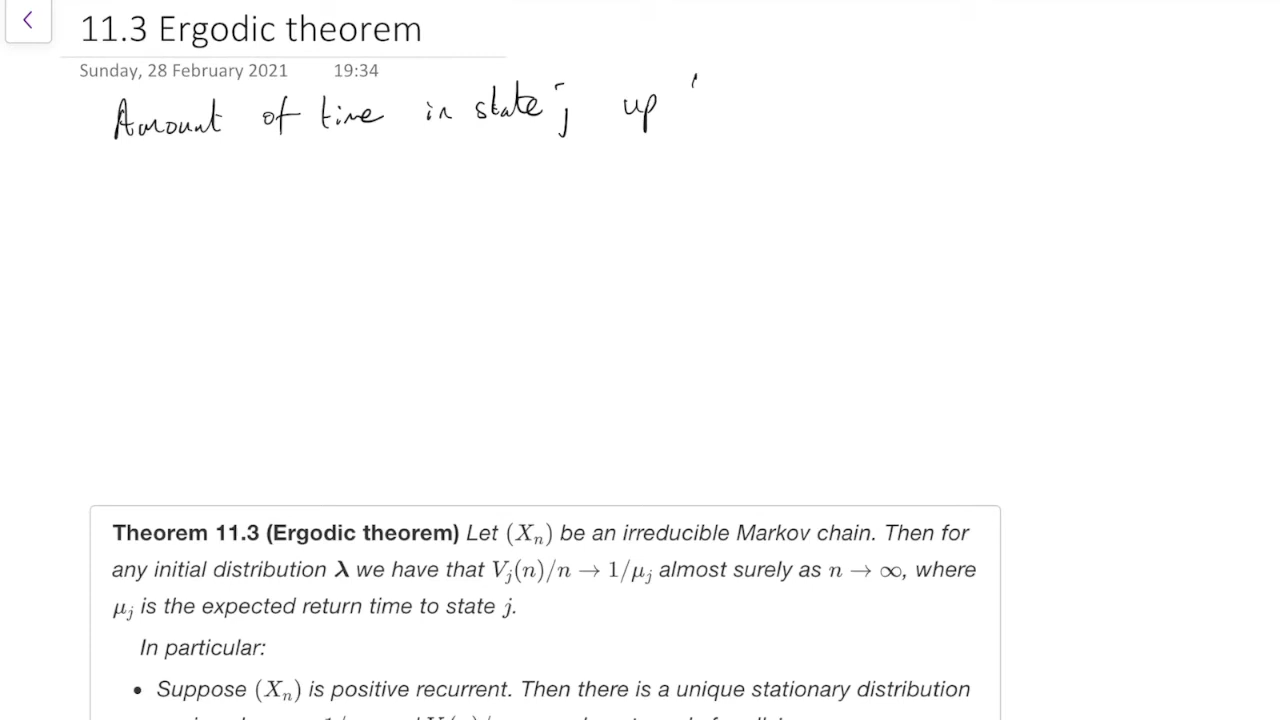 11.3 Ergodic theorem
Sunday, 28 February 2021 19:34
Amount of time in state j up
Theorem 11.3 (Ergodic theorem) Let (Xₙ) be an irreducible Markov chain. Then for
any initial distribution λ we have that Vⱼ(n)/n → 1/μⱼ almost surely as n → ∞, where
μⱼ is the expected return time to state j.
In particular:
• Suppose (Xₙ) is positive recurrent. Then there is a unique stationary distribution